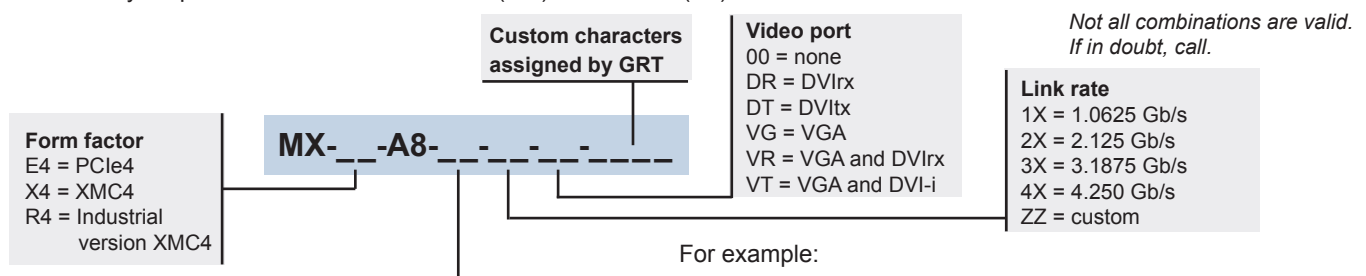 Custom characters
assigned by GRT
Video port
00 = none
DR = DVIrx
DT = DVItx
VG = VGA
VR = VGA and DVIrx
VT = VGA and DVI-i
Not all combinations are valid.
If in doubt, call.
Link rate
1X = 1.0625 Gb/s
2X = 2.125 Gb/s
3X = 3.1875 Gb/s
4X = 4.250 Gb/s
ZZ = custom
Form factor
E4 = PCIe4
X4 = XMC4
R4 = Industrial
version XMC4
MX-__-A8-__-__-__-____
For example: